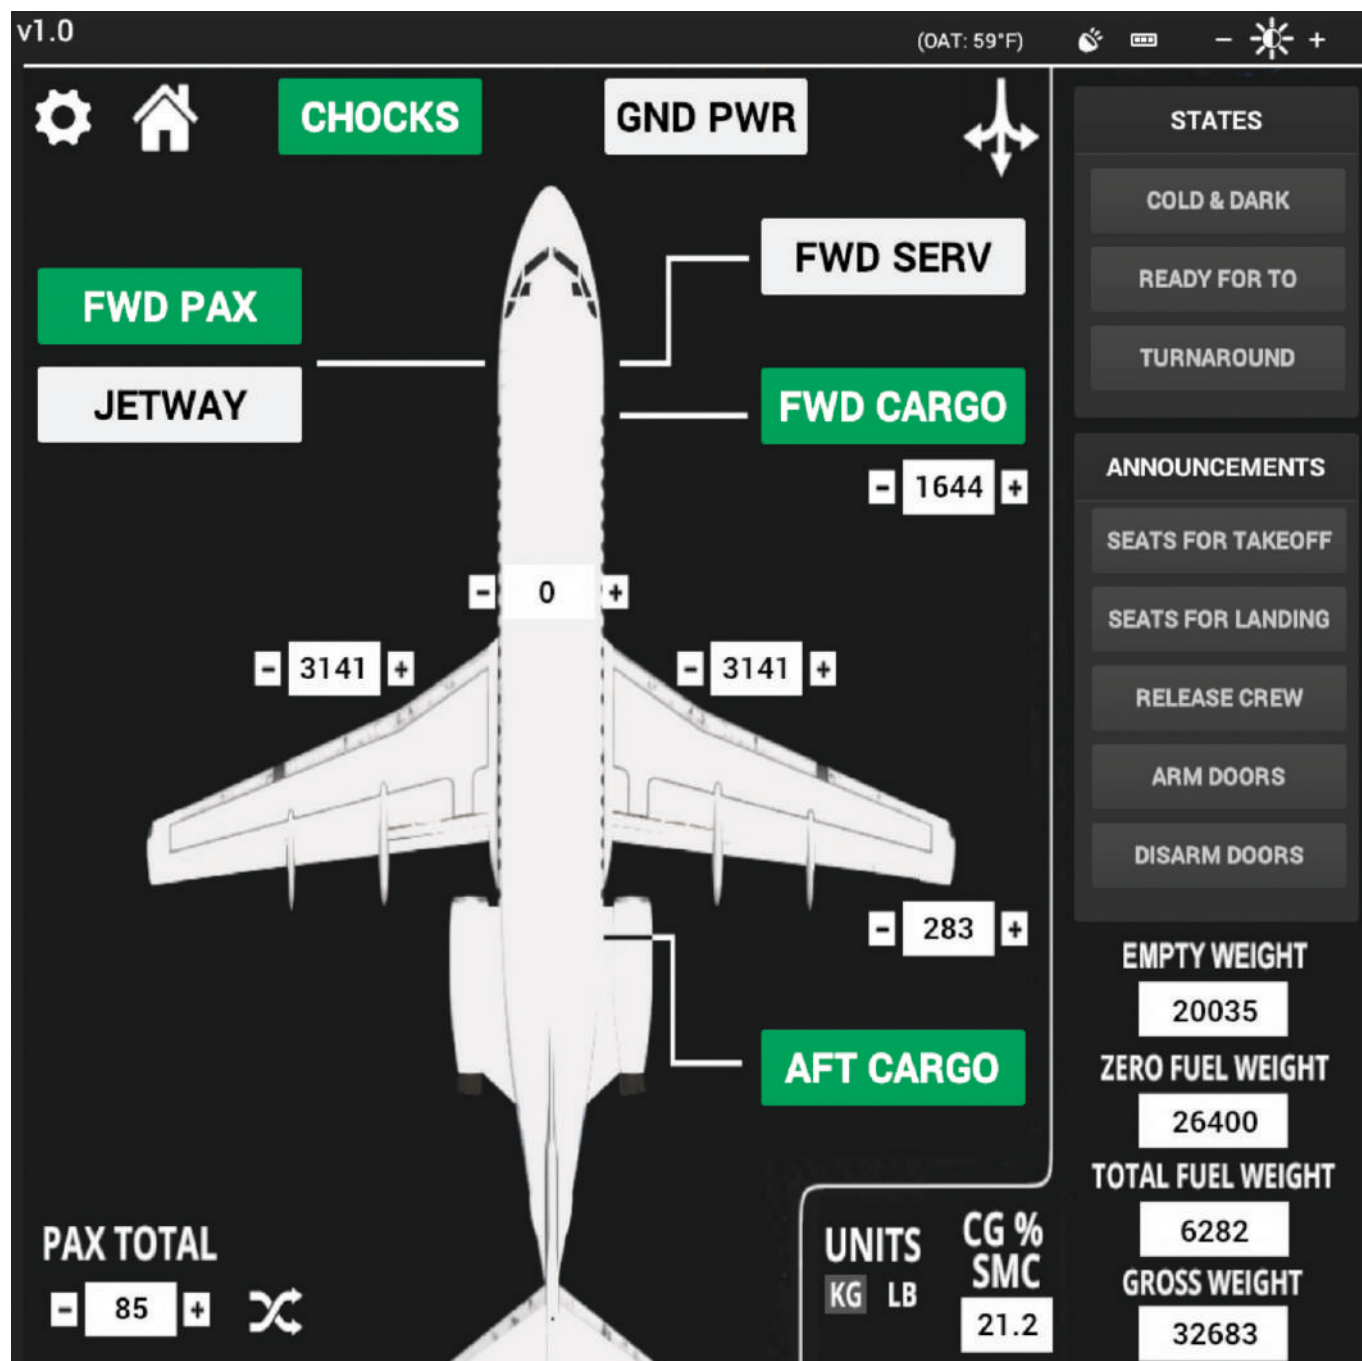 v1.0
(OAT: 59°F)
- +
CHOCKS
GND PWR
FWD PAX
JETWAY
FWD SERV
FWD CARGO
- 1644 +
- 0 +
- 3141 +
- 3141 +
- 283 +
AFT CARGO
PAX TOTAL
- 85 +
UNITS
KG LB
CG %
SMC
21.2
STATES
COLD & DARK
READY FOR TO
TURNAROUND
ANNOUNCEMENTS
SEATS FOR TAKEOFF
SEATS FOR LANDING
RELEASE CREW
ARM DOORS
DISARM DOORS
EMPTY WEIGHT
20035
ZERO FUEL WEIGHT
26400
TOTAL FUEL WEIGHT
6282
GROSS WEIGHT
32683